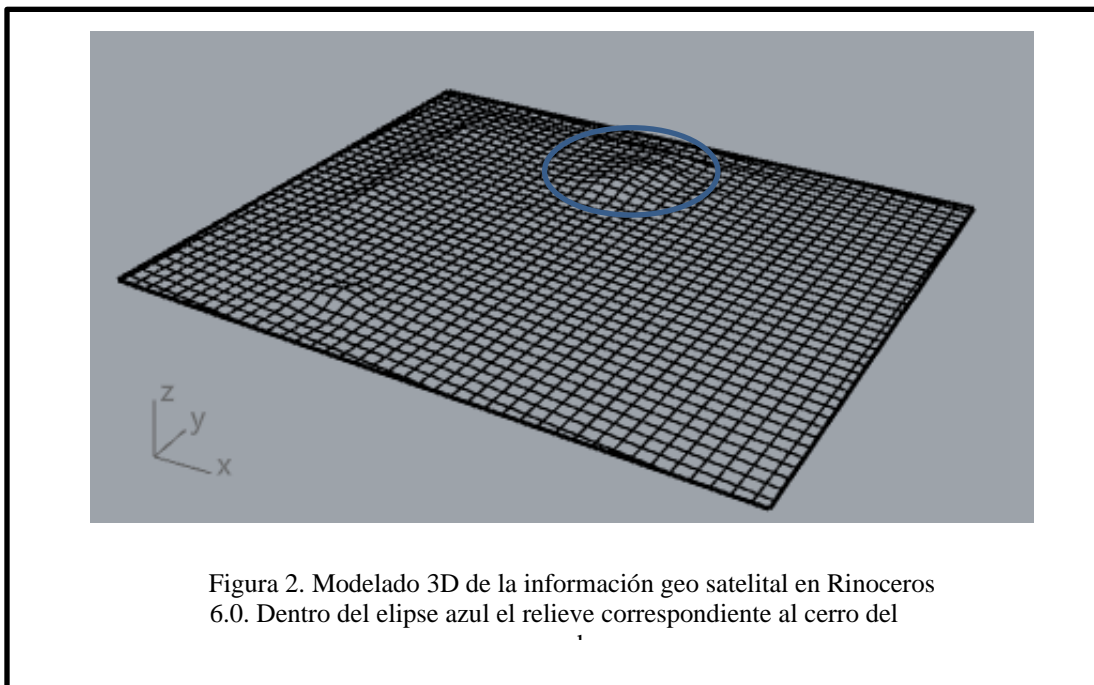 z
y
x
Figura 2. Modelado 3D de la información geo satelital en Rinoceros
6.0. Dentro del elipse azul el relieve correspondiente al cerro del